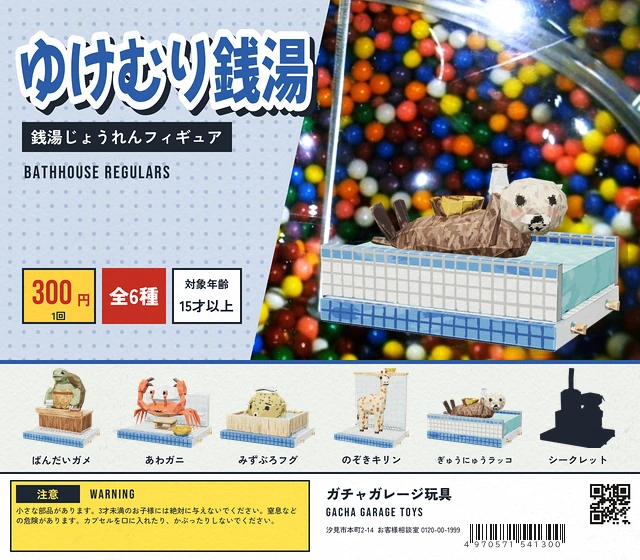 ゆけむり銭湯
銭湯じょうれんフィギュア
BATHHOUSE REGULARS
300円
1回
全6種
対象年齢
15才以上
ばんだいガメ
あわガニ
みずぶろフグ
のぞきキリン
ぎゅうにゅうラッコ
シークレット
注意 WARNING
小さな部品があります。3才未満のお子様には絶対に与えないでください。窒息など
の危険があります。カプセルを口に入れたり、かぶったりしないでください。
ガチャガレージ玩具
GACHA GARAGE TOYS
汐見市本町2-14 お客様相談室 0120-00-1999
4 970571 541300